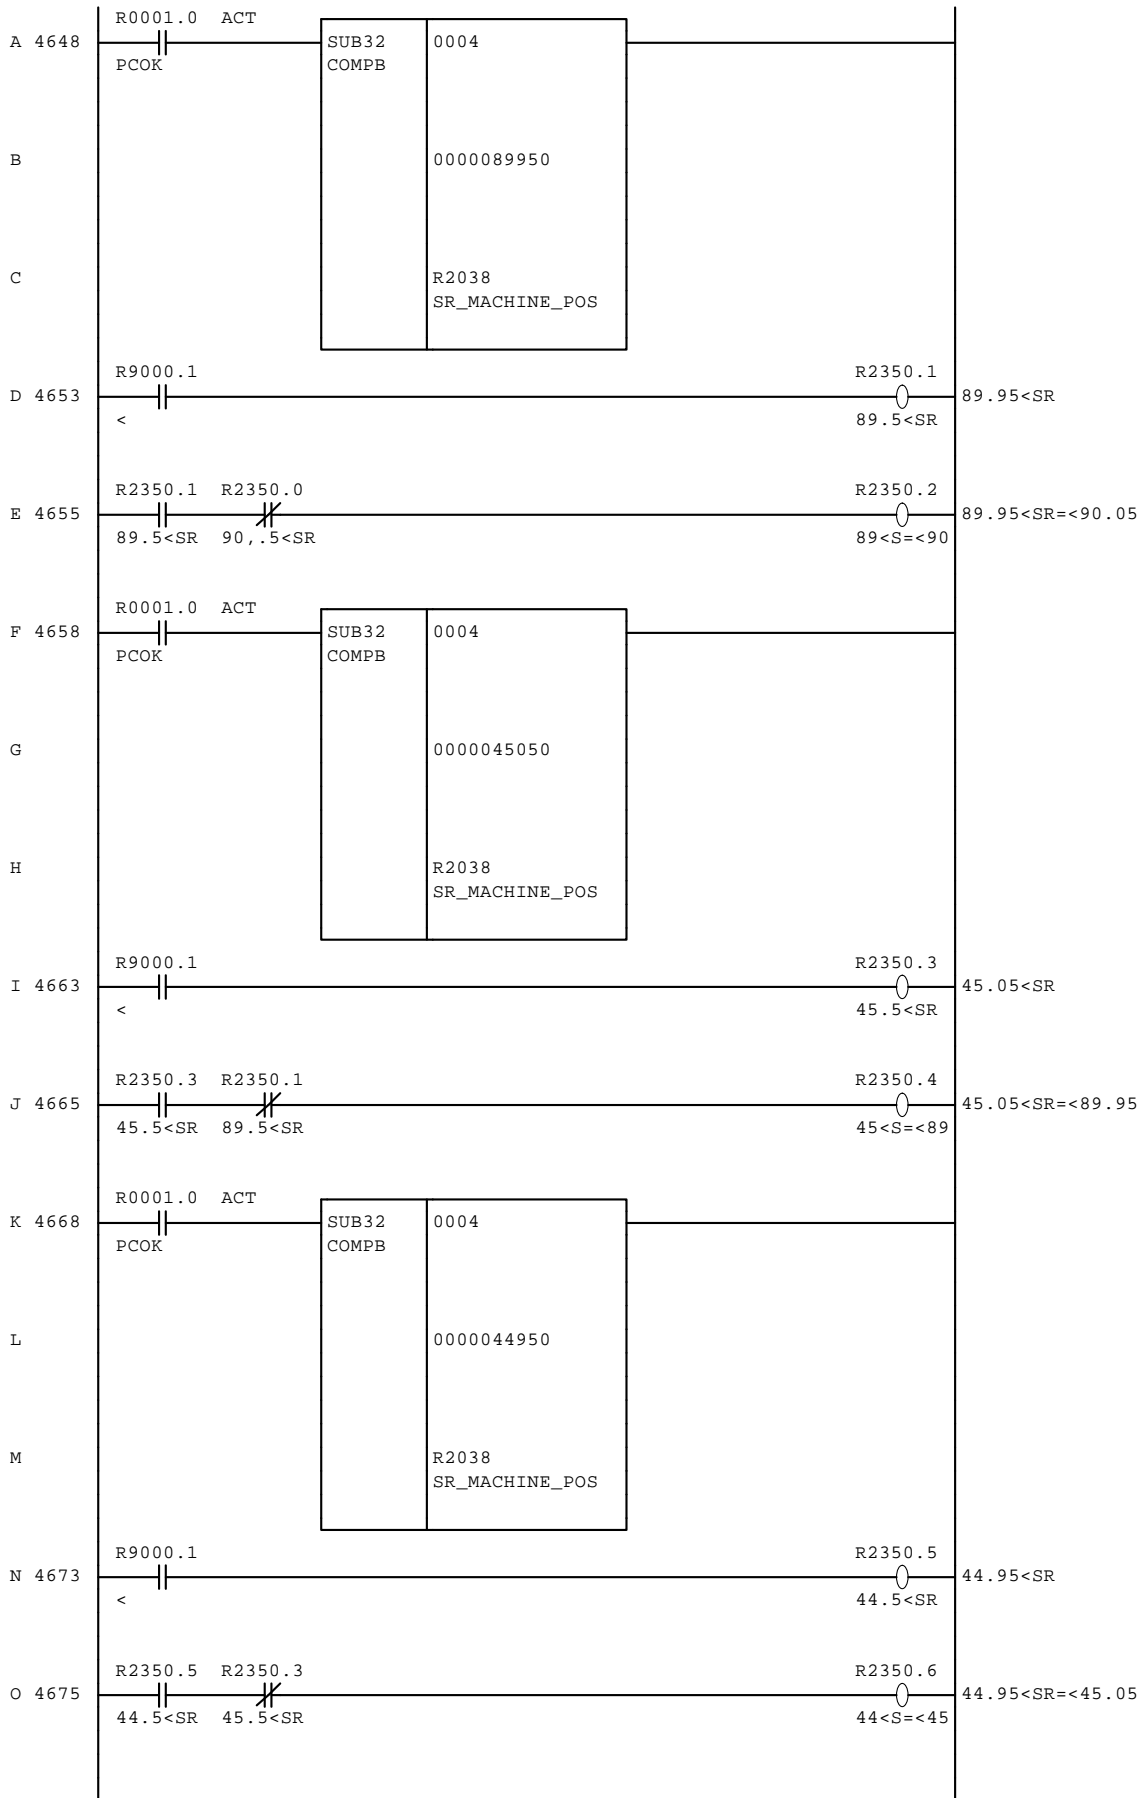 R0001.0 ACT
A 4648 SUB32 0004
PCOK COMPB
B 0000089950
C R2038
SR_MACHINE_POS
R9000.1 R2350.1
D 4653 89.95<SR
< 89.5<SR
R2350.1 R2350.0 R2350.2
E 4655 89.95<SR=<90.05
89.5<SR 90,.5<SR 89<S=<90
R0001.0 ACT
F 4658 SUB32 0004
PCOK COMPB
G 0000045050
H R2038
SR_MACHINE_POS
R9000.1 R2350.3
I 4663 45.05<SR
< 45.5<SR
R2350.3 R2350.1 R2350.4
J 4665 45.05<SR=<89.95
45.5<SR 89.5<SR 45<S=<89
R0001.0 ACT
K 4668 SUB32 0004
PCOK COMPB
L 0000044950
M R2038
SR_MACHINE_POS
R9000.1 R2350.5
N 4673 44.95<SR
< 44.5<SR
R2350.5 R2350.3 R2350.6
O 4675 44.95<SR=<45.05
44.5<SR 45.5<SR 44<S=<45